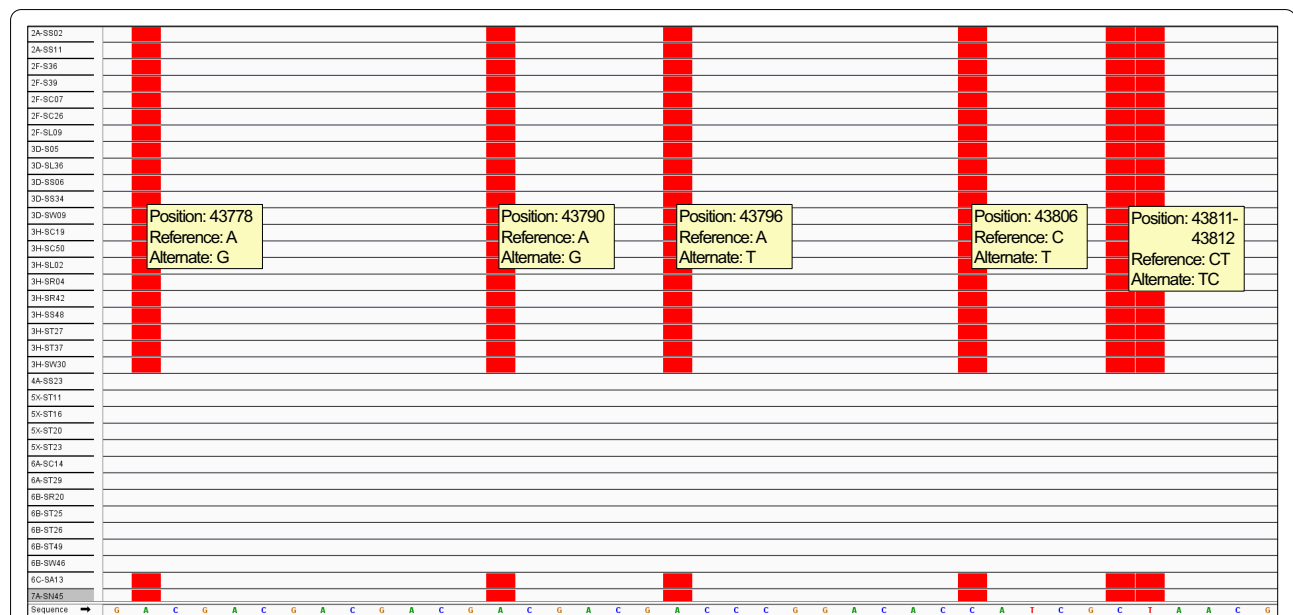 2A-SS02
2A-SS11
2F-S36
2F-S39
2F-SC07
2F-SC26
2F-SL09
3D-S05
3D-SL36
3D-SS06
3D-SS34
3D-SW09
3H-SC19
3H-SC50
3H-SL02
3H-SR04
3H-SR42
3H-SS48
3H-ST27
3H-ST37
3H-SW30
4A-SS23
5X-ST11
5X-ST16
5X-ST20
5X-ST23
6A-SC14
6A-ST29
6B-SR20
6B-ST25
6B-ST26
6B-ST49
6B-SW46
6C-SA13
7A-SN45
Position: 43778
Reference: A
Alternate: G
Position: 43790
Reference: A
Alternate: G
Position: 43796
Reference: A
Alternate: T
Position: 43806
Reference: C
Alternate: T
Position: 43811-
43812
Reference: CT
Alternate: TC
Sequence ➞ G A C G A C G A C G A C G A C G A C G A C C C G G A C A C C A T C G C T A A C G